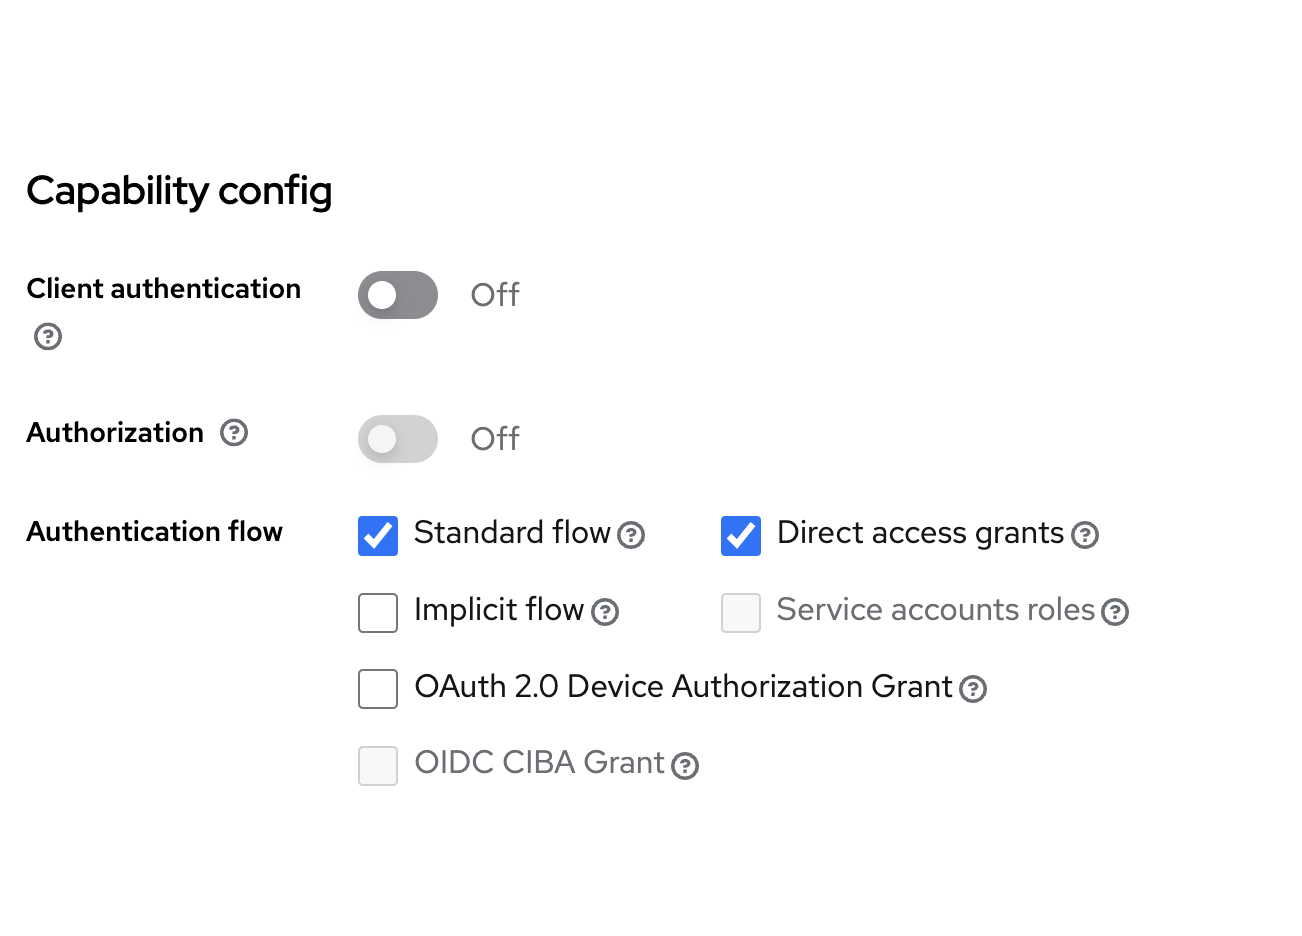 Capability config
Client authentication Off
Authorization Off
Authentication flow Standard flow Direct access grants
Implicit flow Service accounts roles
OAuth 2.0 Device Authorization Grant
OIDC CIBA Grant